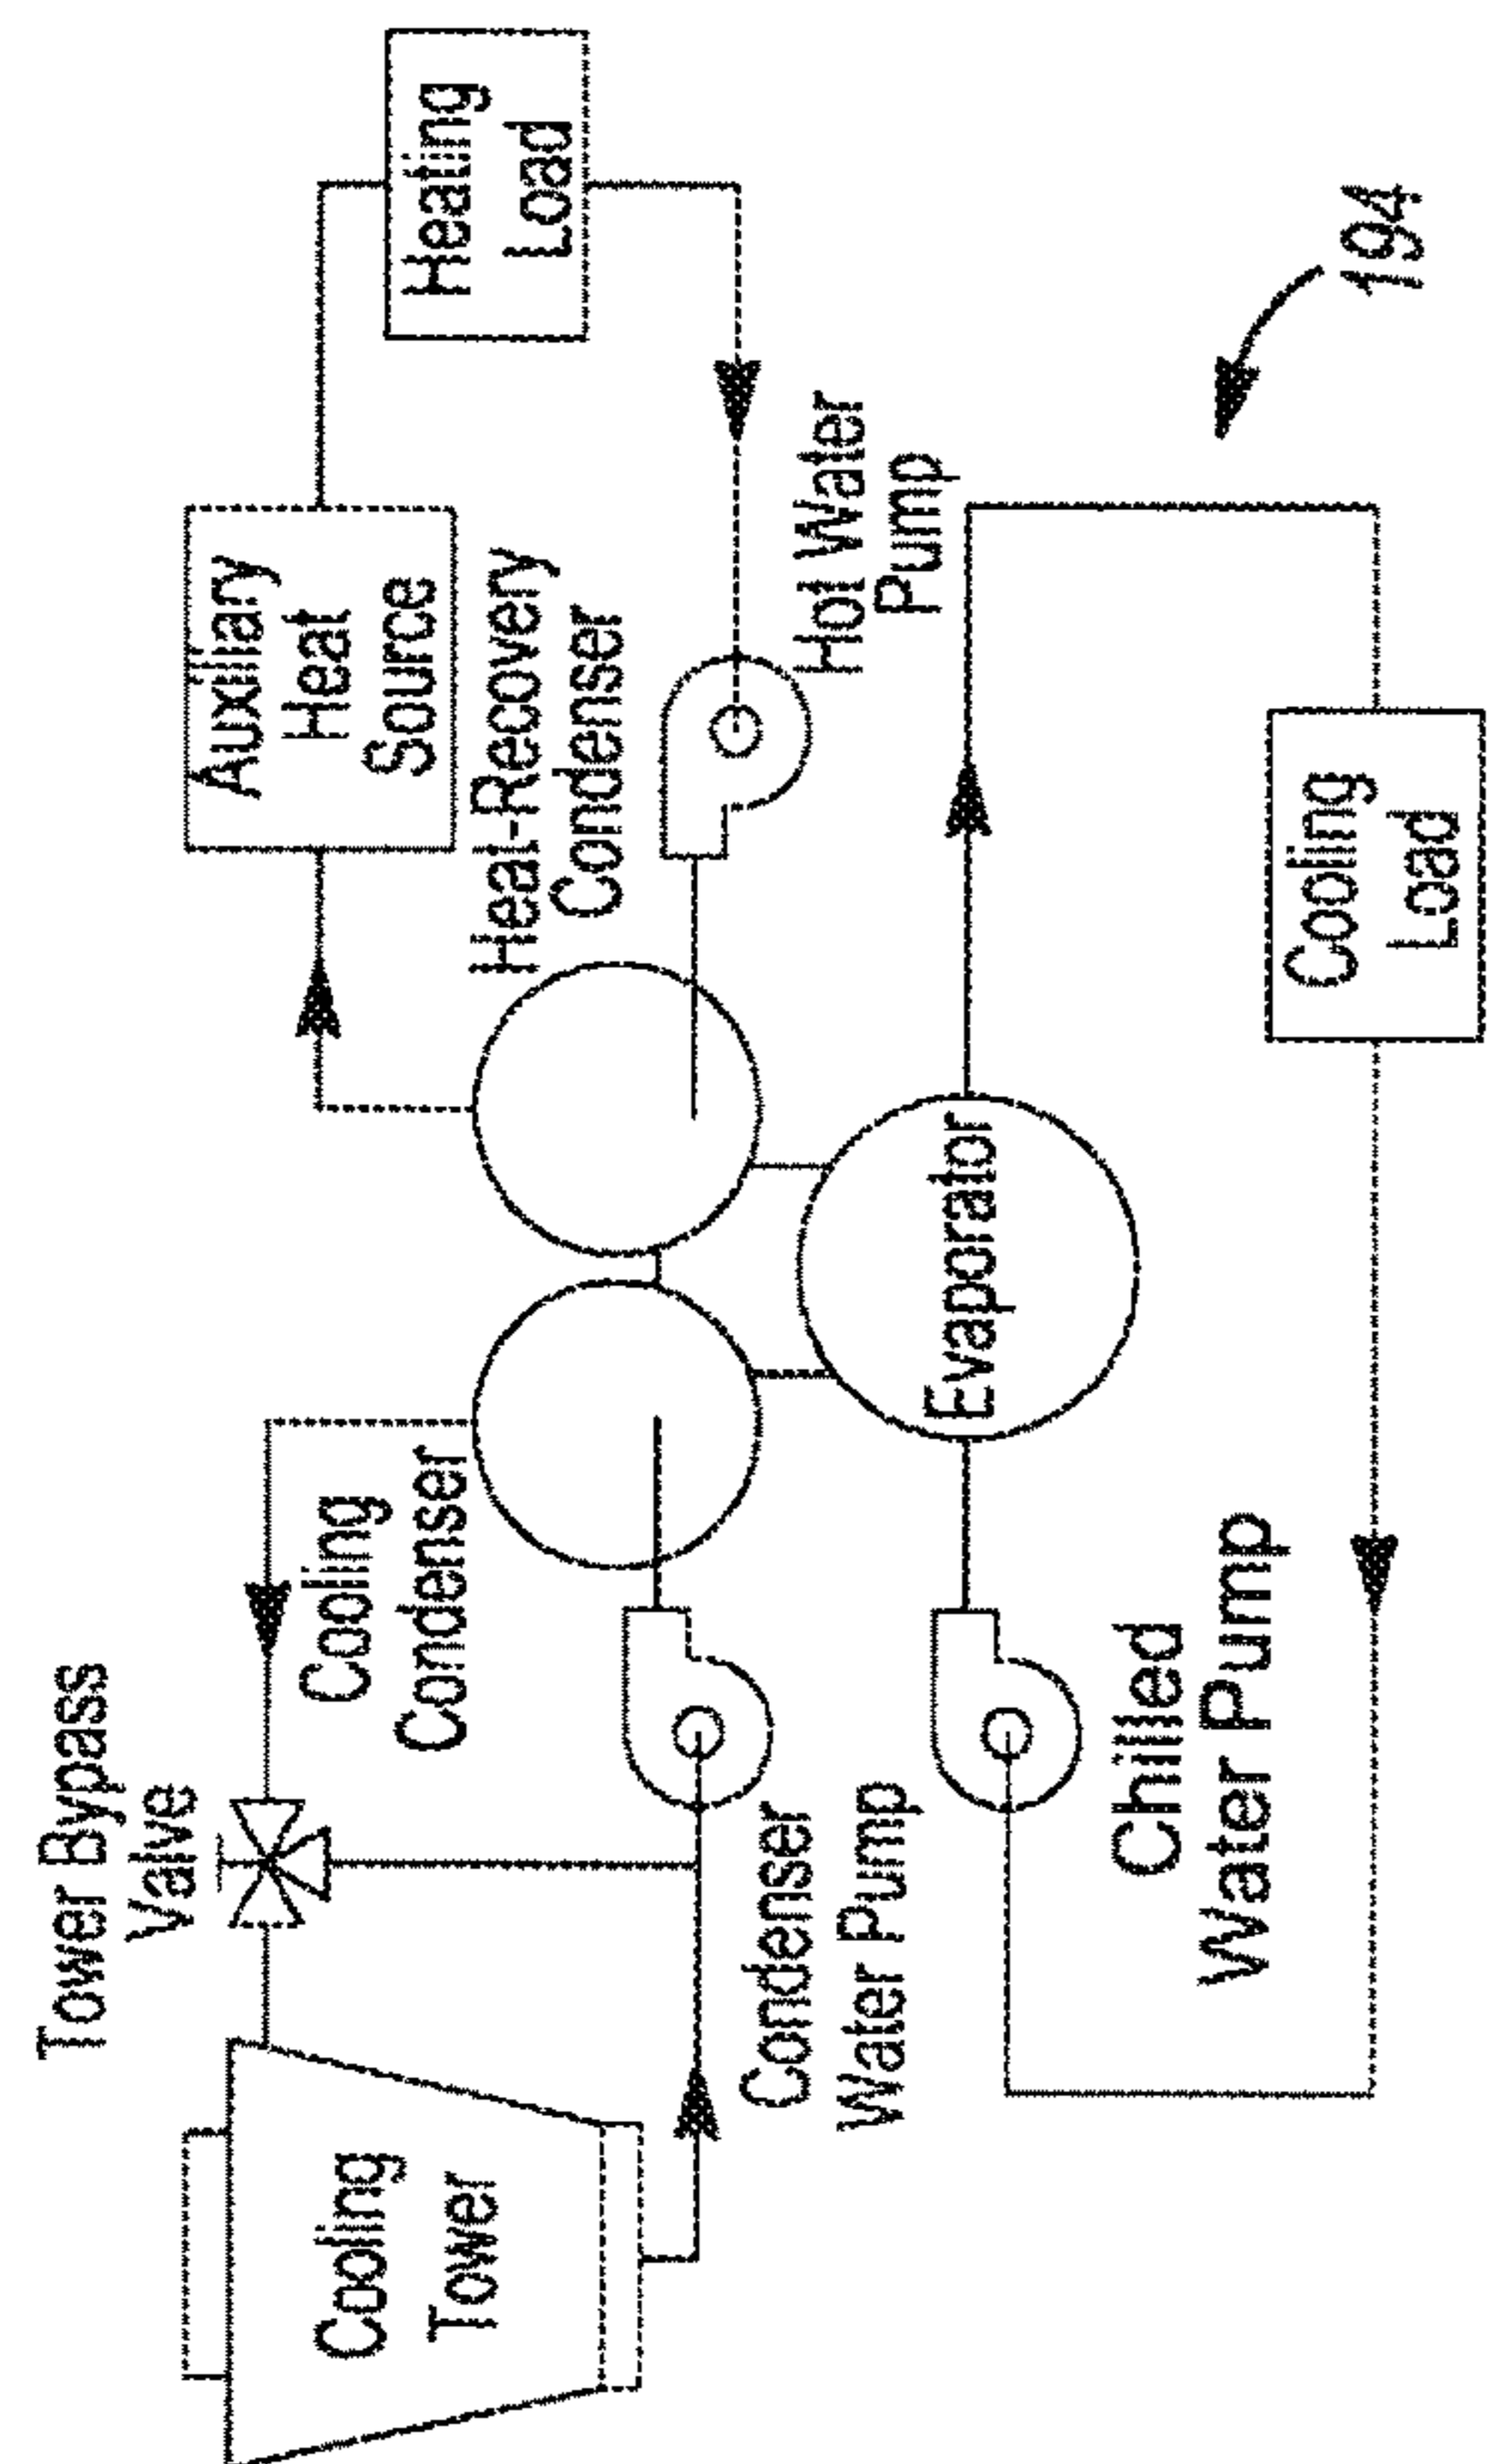 Tower Bypass
Valve
Cooling
Tower
Cooling
Condenser
Condenser
Water Pump
Chilled
Water Pump
Evaporator
Auxiliary
Heat
Source
Heat-Recovery
Condenser
Heating
Load
Hot Water
Pump
Cooling
Load
194